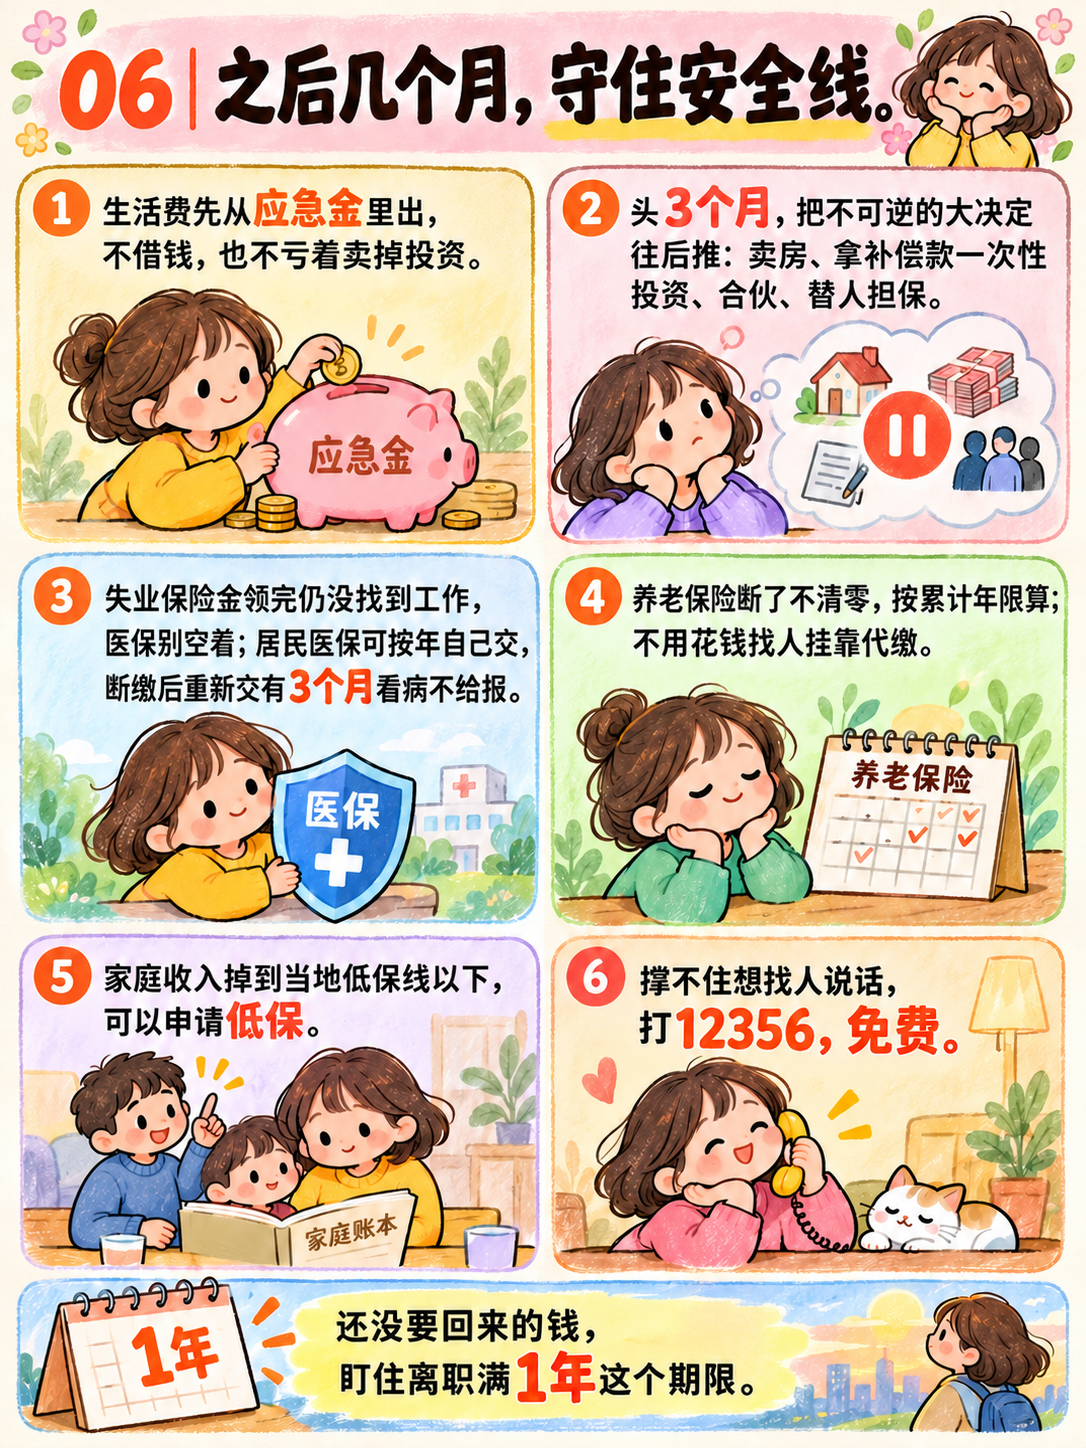 06 | 之后几个月，守住安全线。
1 生活费先从应急金里出，
不借钱，也不亏着卖掉投资。
应急金
2 头3个月，把不可逆的大决定
往后推：卖房、拿补偿款一次性
投资、合伙、替人担保。
3 失业保险金领完仍没找到工作，
医保别空着；居民医保可按年自己交，
断缴后重新交有3个月看病不给报。
医保
4 养老保险断了不清零，按累计年限算；
不用花钱找人挂靠代缴。
养老保险
5 家庭收入掉到当地低保线以下，
可以申请低保。
家庭账本
6 撑不住想找人说话，
打12356，免费。
1年
还没要回来的钱，
盯住离职满1年这个期限。